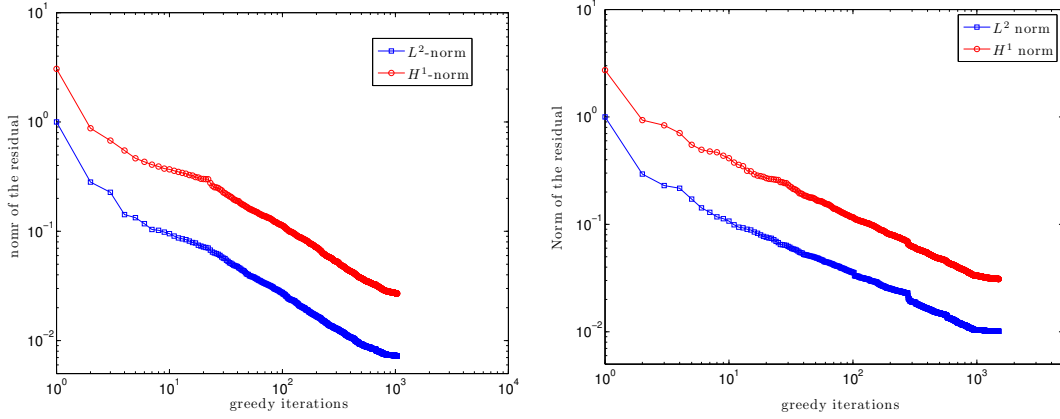 10^1
10^0
10^-1
10^-2
nomr of the residual
L^2-norm
H^1-norm
10^0 10^1 10^2 10^3 10^4
greedy iterations
10^1
10^0
10^-1
10^-2
Norm of the residual
L^2 norm
H^1 norm
10^0 10^1 10^2 10^3
greedy iterations